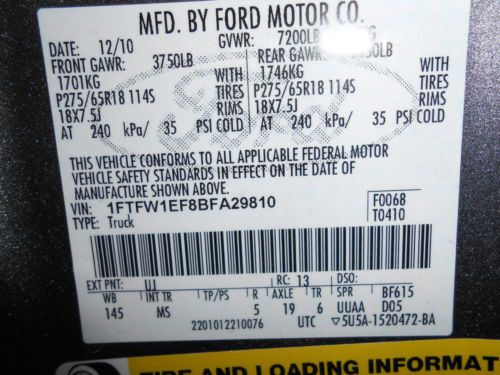 MFG. BY FORD MOTOR CO.
DATE: 12/10 GVWR: 7200LB
FRONT GAWR: 3750LB REAR GAWR:
1701KG WITH 1746KG WITH
P275/65R18 114S TIRES P275/65R18 114S TIRES
18X7.5J RIMS 18X7.5J RIMS
AT 240 kPa/ 35 PSI COLD AT 240 kPa/ 35 PSI COLD
Ford
THIS VEHICLE CONFORMS TO ALL APPLICABLE FEDERAL MOTOR
VEHICLE SAFETY STANDARDS IN EFFECT ON THE DATE OF
MANUFACTURE SHOWN ABOVE.
VIN: 1FTFW1EF8BFA29810 F0068
TYPE: Truck T0410
EXT PNT: UJ RC: 13 DSO:
WB INT TR TP/PS R AXLE TR SPR BF615
145 MS 5 19 6 UUAA D05
2201012210076 UTC 5U5A-1520472-BA
TIRE AND LOADING INFORMAT